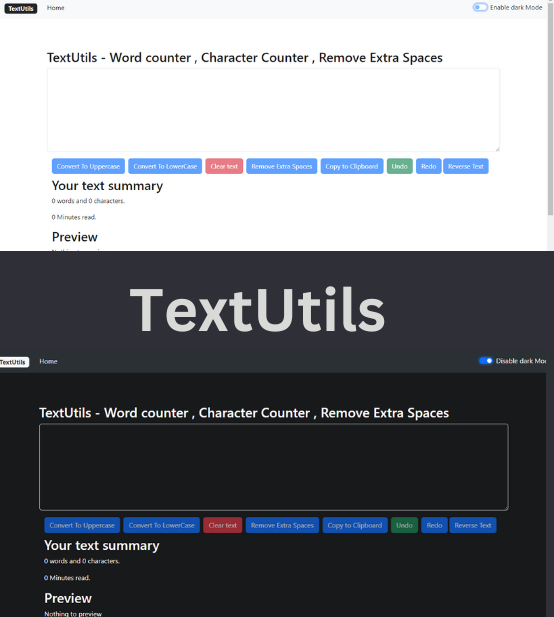 TextUtils Home Enable dark Mode
TextUtils - Word counter , Character Counter , Remove Extra Spaces
Convert To Uppercase Convert To LowerCase Clear text Remove Extra Spaces Copy to Clipboard Undo Redo Reverse Text
Your text summary
0 words and 0 characters.
0 Minutes read.
Preview
TextUtils
TextUtils Home Disable dark Mo
TextUtils - Word counter , Character Counter , Remove Extra Spaces
Convert To Uppercase Convert To LowerCase Clear text Remove Extra Spaces Copy to Clipboard Undo Redo Reverse Text
Your text summary
0 words and 0 characters.
0 Minutes read.
Preview
Nothing to preview